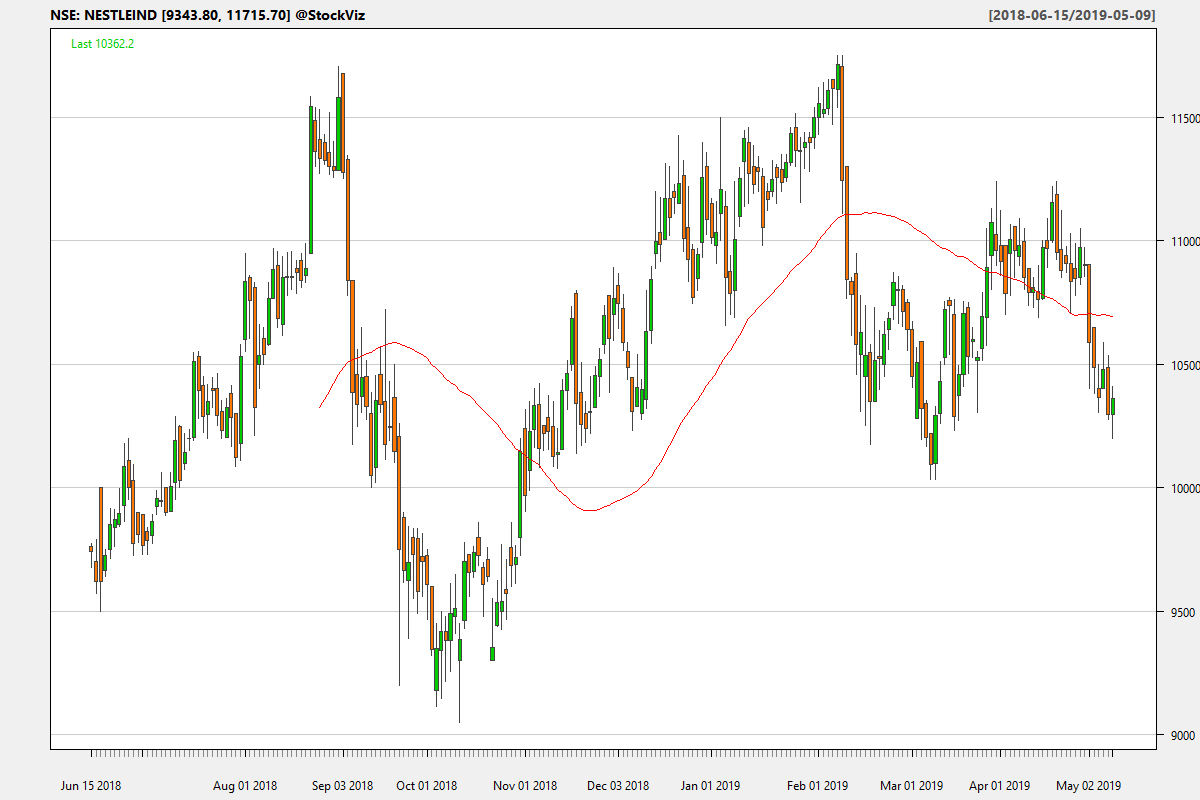 NSE: NESTLEIND [9343.80, 11715.70] @StockViz [2018-06-15/2019-05-09]
Last 10362.2
11500
11000
10500
10000
9500
9000
Jun 15 2018 Aug 01 2018 Sep 03 2018 Oct 01 2018 Nov 01 2018 Dec 03 2018 Jan 01 2019 Feb 01 2019 Mar 01 2019 Apr 01 2019 May 02 2019